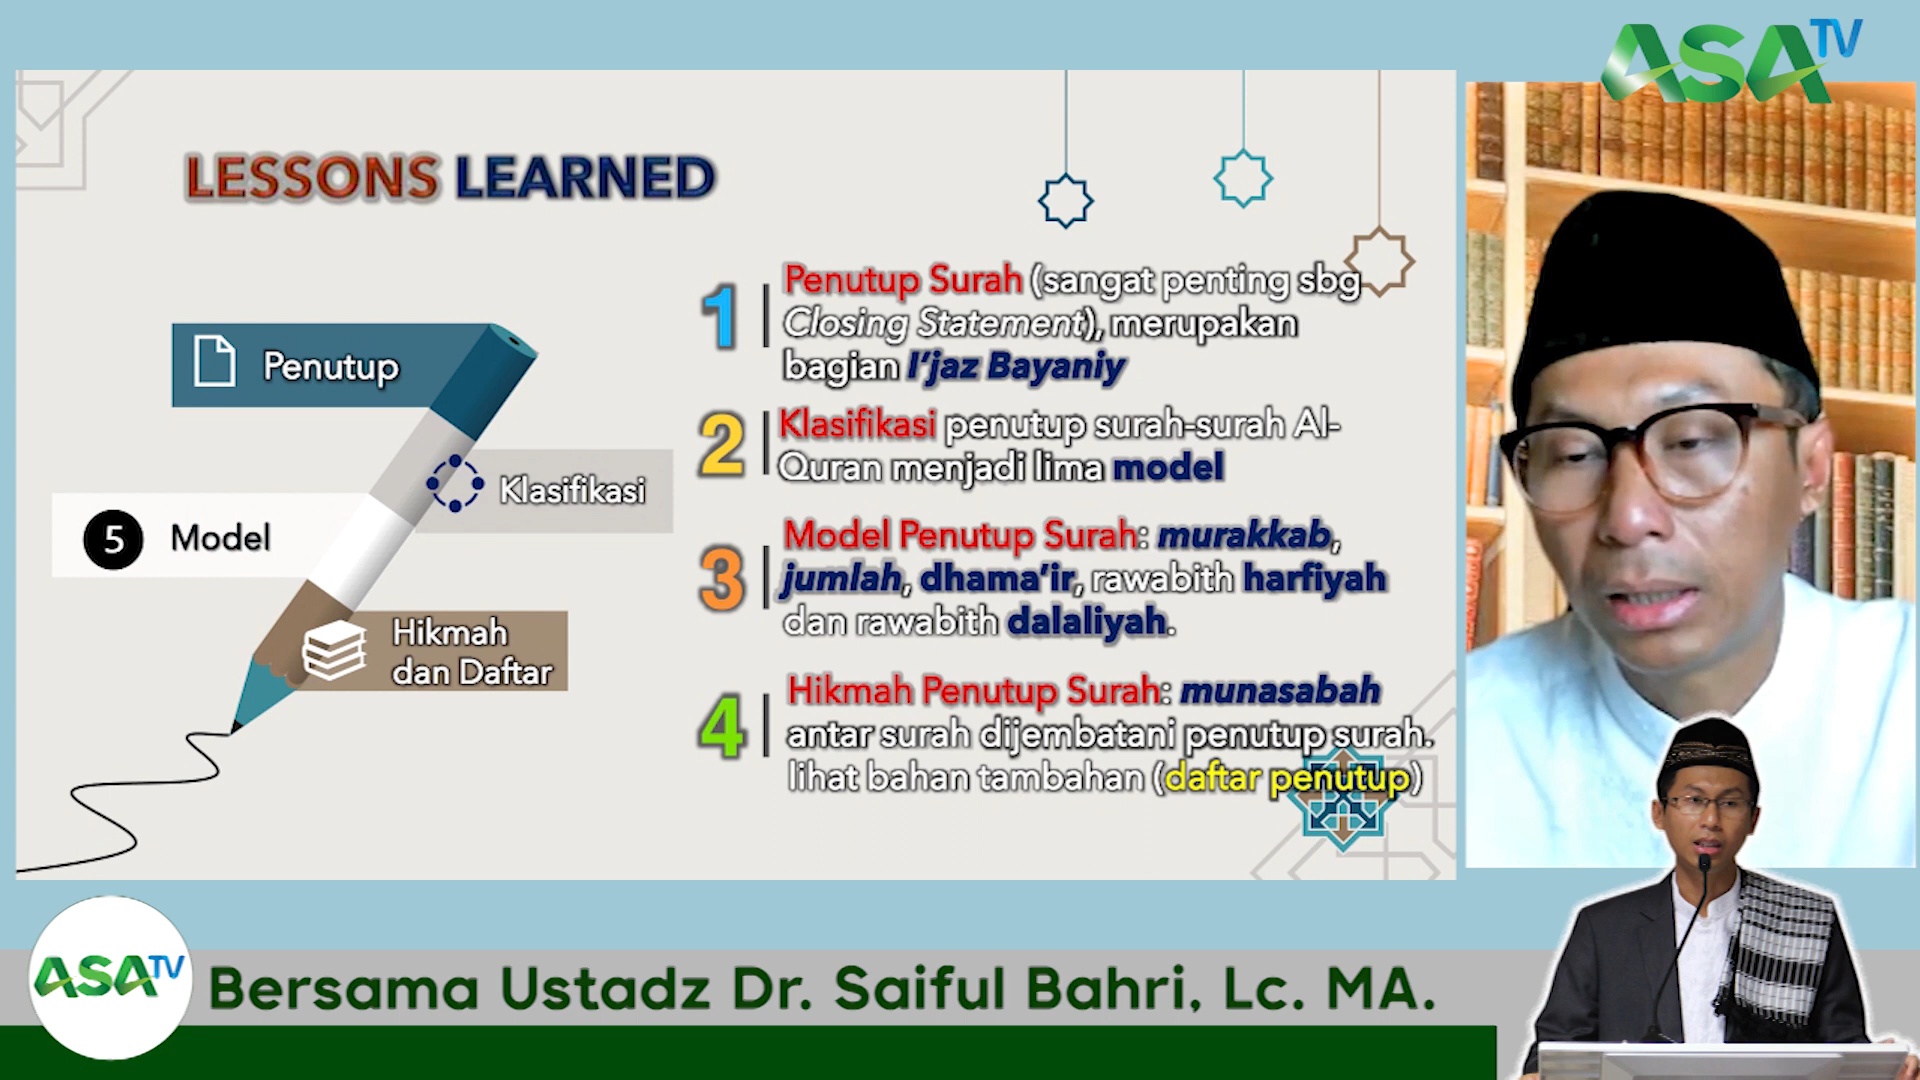 ASATV
LESSONS LEARNED
Penutup
Klasifikasi
5 Model
Hikmah
dan Daftar
1
Penutup Surah (sangat penting sbg
Closing Statement), merupakan
bagian I'jaz Bayaniy
2
Klasifikasi penutup surah-surah Al-
Quran menjadi lima model
3
Model Penutup Surah: murakkab,
jumlah, dhama'ir, rawabith harfiyah
dan rawabith dalaliyah.
4
Hikmah Penutup Surah: munasabah
antar surah dijembatani penutup surah.
lihat bahan tambahan (daftar penutup)
ASATV
Bersama Ustadz Dr. Saiful Bahri, Lc. MA.